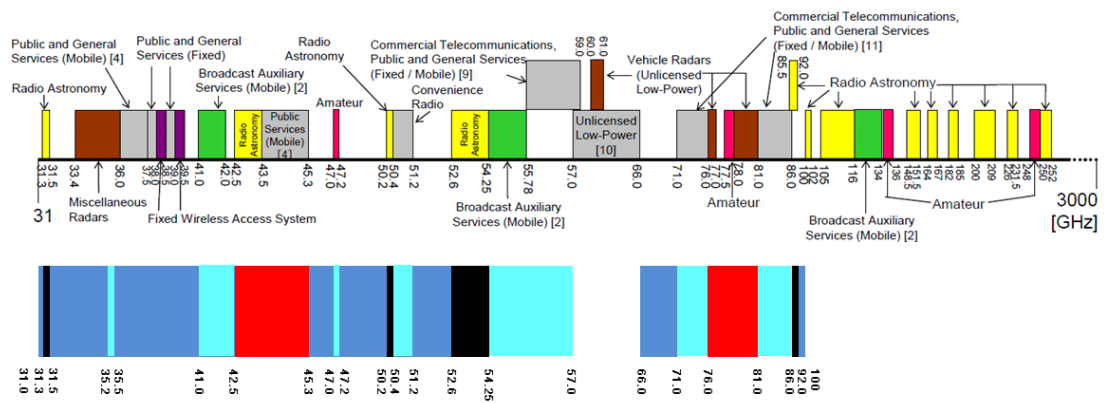 Public and General
Services (Mobile) [4]
Public and General
Services (Fixed)
Radio
Astronomy
Commercial Telecommunications,
Public and General Services
(Fixed / Mobile) [9]
59.0
60.0
61.0
Vehicle Radars
(Unlicensed
Low-Power)
Commercial Telecommunications,
Public and General Services
(Fixed / Mobile) [11]
85.5
92.0
Radio Astronomy
Radio Astronomy
Broadcast Auxiliary
Services (Mobile) [2]
Amateur
Convenience
Radio
Radio
Astronomy
Public
Services
(Mobile)
[4]
Radio
Astronomy
Unlicensed
Low-Power
[10]
31.3
31.5
33.4
36.0
37.5
38.5
39.0
39.5
41.0
42.0
42.5
43.5
45.3
47.0
47.2
50.2
50.4
51.2
52.6
54.25
55.78
57.0
66.0
71.0
76.0
77.0
77.5
78.0
81.0
86.0
100
102
105
116
134
136
148.5
151.5
164
167
182
185
200
209
231.5
248
250
252
31
Miscellaneous
Radars
Fixed Wireless Access System
Broadcast Auxiliary
Services (Mobile) [2]
Amateur
Broadcast Auxiliary
Services (Mobile) [2]
Amateur
3000
[GHz]
31.0
31.3
31.5
35.2
35.5
41.0
42.5
45.3
47.0
47.2
50.2
50.4
51.2
52.6
54.25
57.0
66.0
71.0
76.0
81.0
86.0
92.0
100